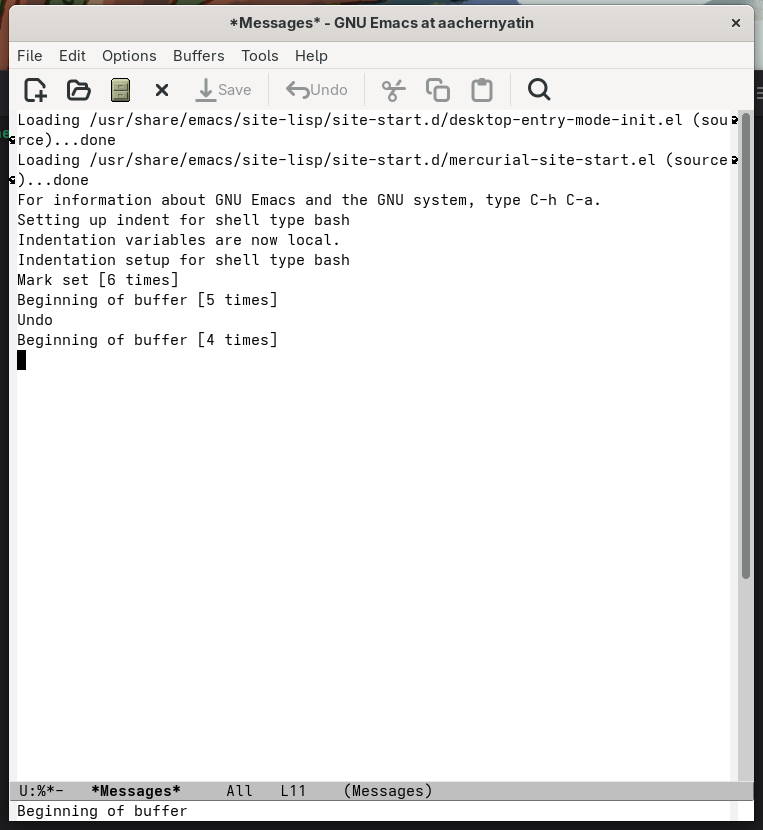 *Messages* - GNU Emacs at aachernyatin
File Edit Options Buffers Tools Help
Save Undo
Loading /usr/share/emacs/site-lisp/site-start.d/desktop-entry-mode-init.el (sou
rce)...done
Loading /usr/share/emacs/site-lisp/site-start.d/mercurial-site-start.el (source
)...done
For information about GNU Emacs and the GNU system, type C-h C-a.
Setting up indent for shell type bash
Indentation variables are now local.
Indentation setup for shell type bash
Mark set [6 times]
Beginning of buffer [5 times]
Undo
Beginning of buffer [4 times]
U:%*- *Messages* All L11 (Messages)
Beginning of buffer